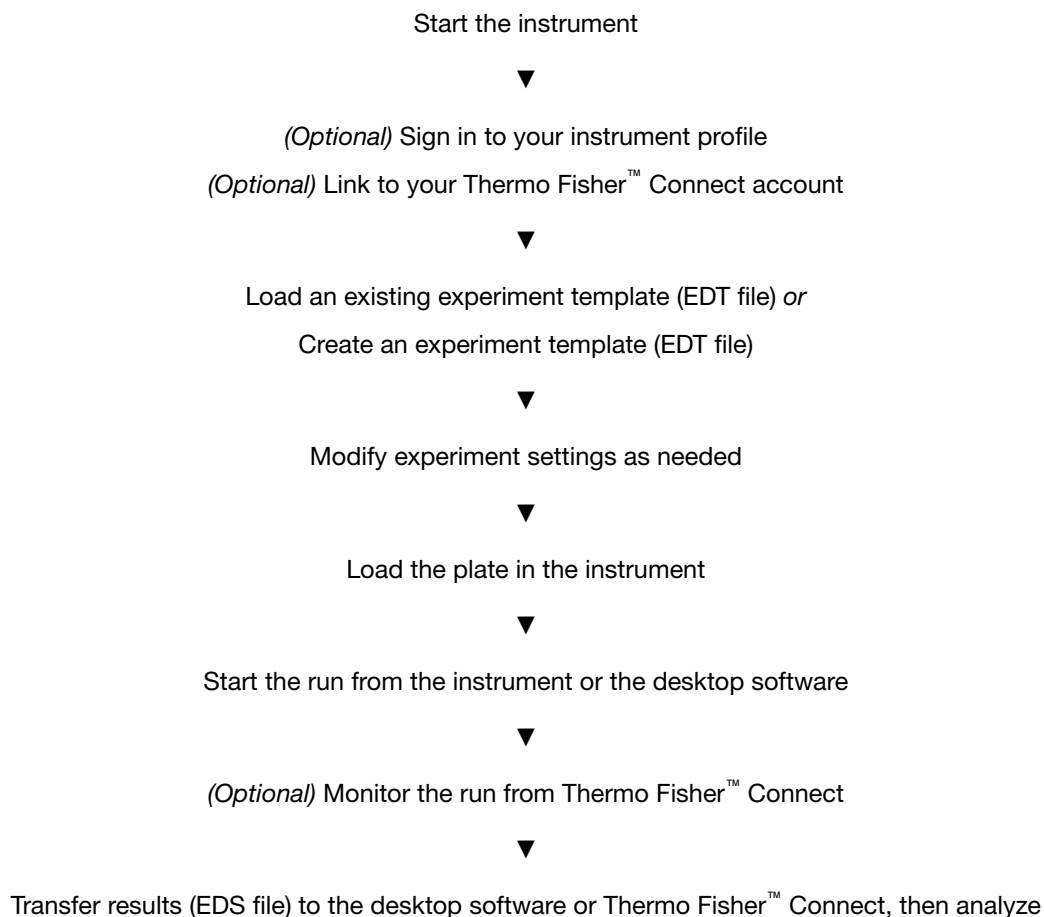 Start the instrument
▼
(Optional) Sign in to your instrument profile
(Optional) Link to your Thermo Fisher™ Connect account
▼
Load an existing experiment template (EDT file) or
Create an experiment template (EDT file)
▼
Modify experiment settings as needed
▼
Load the plate in the instrument
▼
Start the run from the instrument or the desktop software
▼
(Optional) Monitor the run from Thermo Fisher™ Connect
▼
Transfer results (EDS file) to the desktop software or Thermo Fisher™ Connect, then analyze